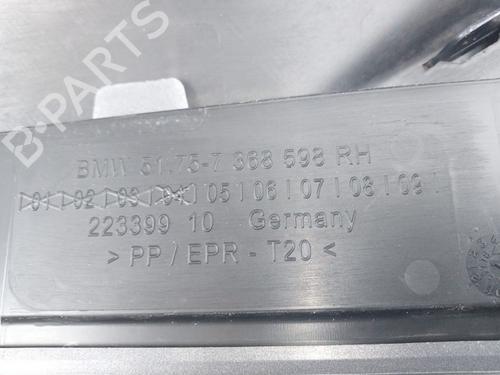 BMW 51.75-7 368 598 RH
01 02 03 04 05 06 07 08 09
223399 10 Germany
> PP / EPR - T20 <